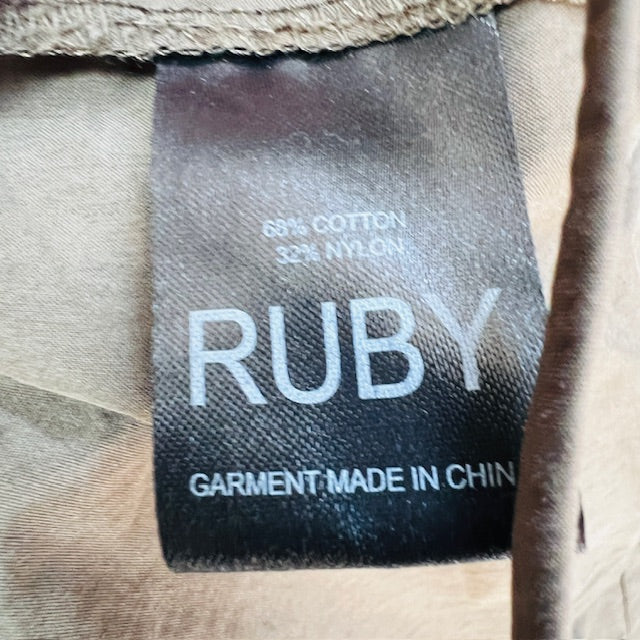 68% COTTON
32% NYLON
RUBY
GARMENT MADE IN CHIN